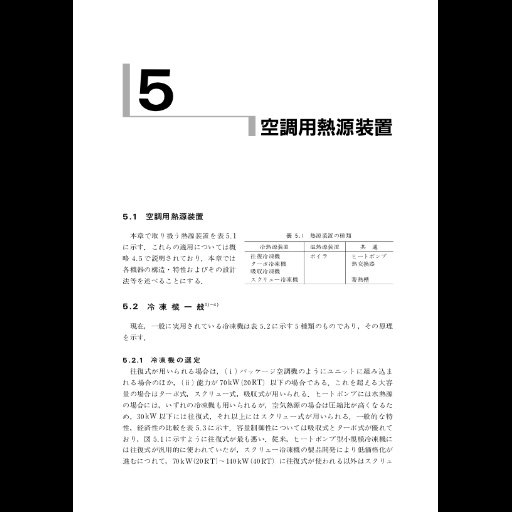 5
空調用熱源装置
5.1 空調用熱源装置
本章で取り扱う熱源装置を表5.1
に示す．これらの適用については概
略4.5で説明されており，本章では
各機器の構造・特性およびその設計
法等を述べることにする．
表 5.1 熱源装置の種類
冷熱源装置 温熱源装置 共通
往復冷凍機 ボイラ ヒートポンプ
ターボ冷凍機 熱交換器
吸収冷凍機
スクリュー冷凍機 蓄熱槽
5.2 冷凍機一般
現在，一般に実用されている冷凍機は表5.2に示す5種類のものであり，その原理
を示す．
5.2.1 冷凍機の選定
往復式が用いられる場合は，(i) パッケージ空調機のようにユニットに組み込ま
れる場合のほか，(ii) 能力が70kW(20RT) 以下の場合である．これを超える大容
量の場合はターボ式，スクリュー式，吸収式が用いられる．ヒートポンプには水熱源
の場合には，いずれの冷凍機も用いられるが，空気熱源の場合は圧縮比が高くなるた
め，30kW以下には往復式，それ以上にはスクリュー式が用いられる．一般的な特
性，経済性の比較を表5.3に示す．容量制御性については吸収式とターボ式が優れて
おり，図5.1に示すように往復式が最も悪い．従来，ヒートポンプ型小規模冷凍機に
は往復式が汎用的に使われていたが，スクリュー冷凍機の製品開発により低価格化が
進むにつれて，70kW(20RT)～140kW(40RT) に往復式が使われる以外はスクリュ